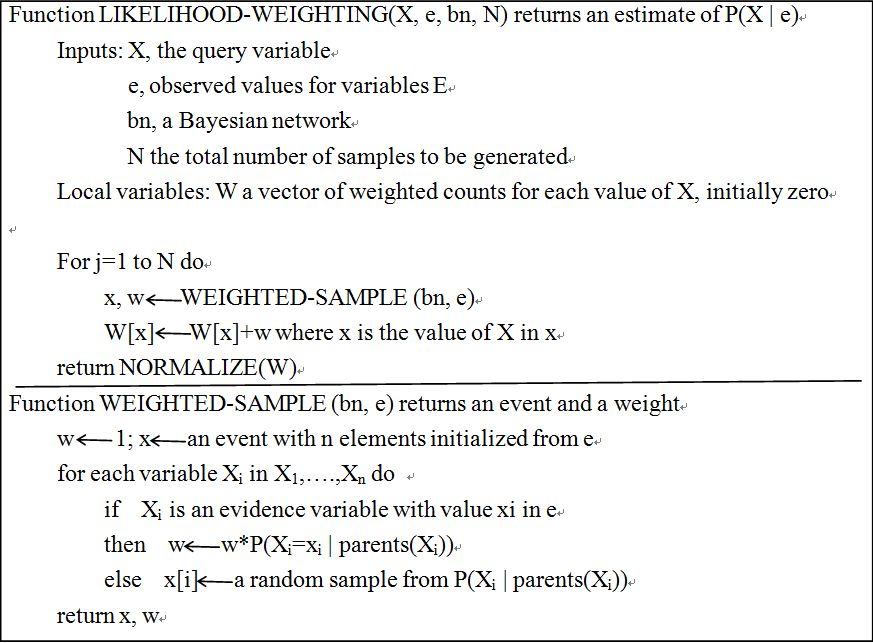 Function LIKELIHOOD-WEIGHTING(X, e, bn, N) returns an estimate of P(X | e)↵
Inputs: X, the query variable↵
e, observed values for variables E↵
bn, a Bayesian network↵
N the total number of samples to be generated↵
Local variables: W a vector of weighted counts for each value of X, initially zero↵
↵
For j=1 to N do↵
x, w←WEIGHTED-SAMPLE (bn, e)↵
W[x]←W[x]+w where x is the value of X in x↵
return NORMALIZE(W)↵
Function WEIGHTED-SAMPLE (bn, e) returns an event and a weight↵
w←1; x←an event with n elements initialized from e↵
for each variable Xᵢ in X₁,….,Xₙ do ↵
if Xᵢ is an evidence variable with value xi in e↵
then w←w*P(Xᵢ=xᵢ | parents(Xᵢ))↵
else x[i]←a random sample from P(Xᵢ | parents(Xᵢ))↵
return x, w↵